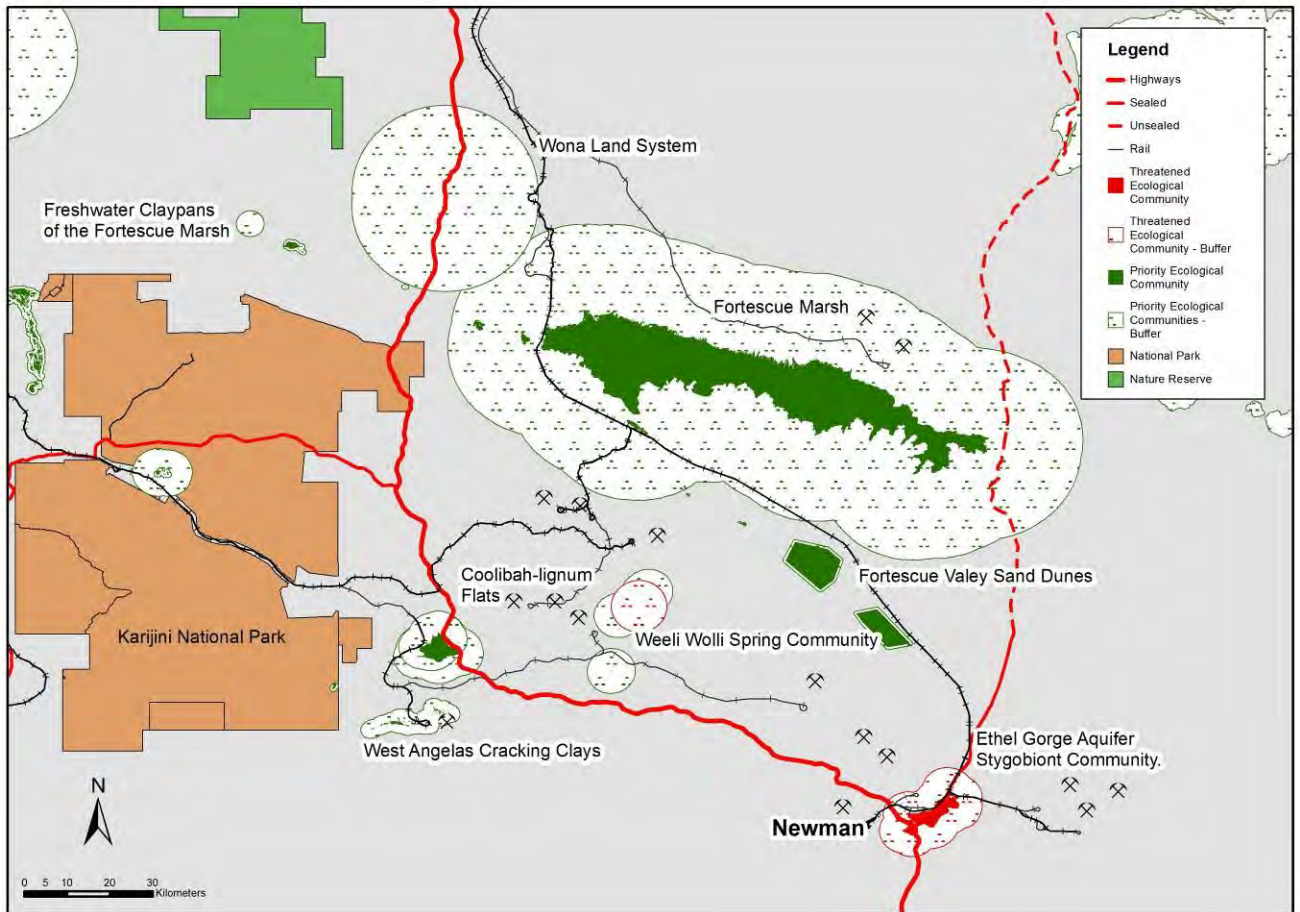 Legend
Highways
Sealed
Unsealed
Rail
Threatened
Ecological
Community
Threatened
Ecological
Community - Buffer
Priority Ecological
Community
Priority Ecological
Communities -
Buffer
National Park
Nature Reserve
Wona Land System
Freshwater Claypans
of the Fortescue Marsh
Fortescue Marsh
Coolibah-lignum
Flats
Fortescue Valey Sand Dunes
Karijini National Park
Weeli Wolli Spring Community
West Angelas Cracking Clays
Ethel Gorge Aquifer
Stygobiont Community.
Newman
N
0 5 10 20 30
Kilometers